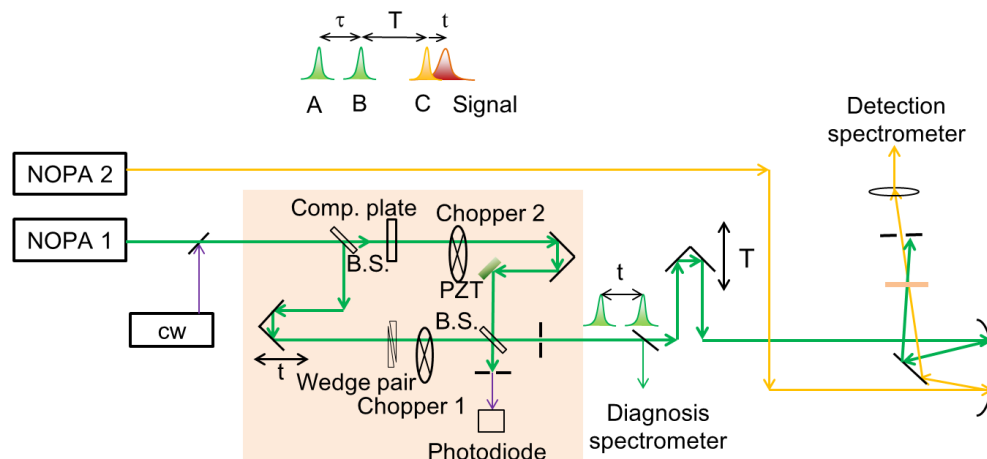 τ
T
t
A
B
C
Signal
Detection
spectrometer
NOPA 2
NOPA 1
Comp. plate
Chopper 2
B.S.
PZT
T
t
cw
B.S.
t
Wedge pair
Chopper 1
Photodiode
Diagnosis
spectrometer